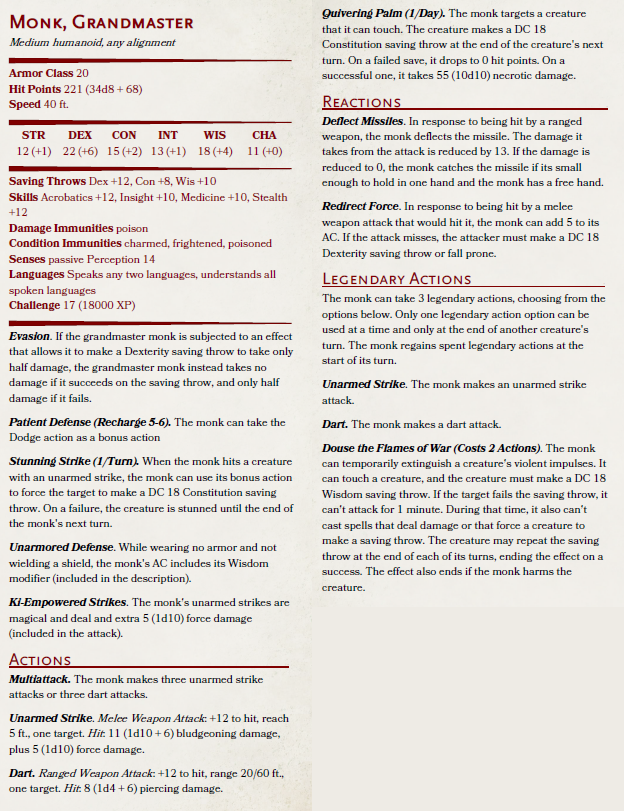 Monk, Grandmaster
Medium humanoid, any alignment
Armor Class 20
Hit Points 221 (34d8 + 68)
Speed 40 ft.
STR DEX CON INT WIS CHA
12 (+1) 22 (+6) 15 (+2) 13 (+1) 18 (+4) 11 (+0)
Saving Throws Dex +12, Con +8, Wis +10
Skills Acrobatics +12, Insight +10, Medicine +10, Stealth
+12
Damage Immunities poison
Condition Immunities charmed, frightened, poisoned
Senses passive Perception 14
Languages Speaks any two languages, understands all
spoken languages
Challenge 17 (18000 XP)
Evasion. If the grandmaster monk is subjected to an effect
that allows it to make a Dexterity saving throw to take only
half damage, the grandmaster monk instead takes no
damage if it succeeds on the saving throw, and only half
damage if it fails.
Patient Defense (Recharge 5-6). The monk can take the
Dodge action as a bonus action
Stunning Strike (1/Turn). When the monk hits a creature
with an unarmed strike, the monk can use its bonus action
to force the target to make a DC 18 Constitution saving
throw. On a failure, the creature is stunned until the end of
the monk's next turn.
Unarmored Defense. While wearing no armor and not
wielding a shield, the monk's AC includes its Wisdom
modifier (included in the description).
Ki-Empowered Strikes. The monk's unarmed strikes are
magical and deal and extra 5 (1d10) force damage
(included in the attack).
Actions
Multiattack. The monk makes three unarmed strike
attacks or three dart attacks.
Unarmed Strike. Melee Weapon Attack: +12 to hit, reach
5 ft., one target. Hit: 11 (1d10 + 6) bludgeoning damage,
plus 5 (1d10) force damage.
Dart. Ranged Weapon Attack: +12 to hit, range 20/60 ft.,
one target. Hit: 8 (1d4 + 6) piercing damage.
Quivering Palm (1/Day). The monk targets a creature
that it can touch. The creature makes a DC 18
Constitution saving throw at the end of the creature's next
turn. On a failed save, it drops to 0 hit points. On a
successful one, it takes 55 (10d10) necrotic damage.
Reactions
Deflect Missiles. In response to being hit by a ranged
weapon, the monk deflects the missile. The damage it
takes from the attack is reduced by 13. If the damage is
reduced to 0, the monk catches the missile if its small
enough to hold in one hand and the monk has a free hand.
Redirect Force. In response to being hit by a melee
weapon attack that would hit it, the monk can add 5 to its
AC. If the attack misses, the attacker must make a DC 18
Dexterity saving throw or fall prone.
Legendary Actions
The monk can take 3 legendary actions, choosing from the
options below. Only one legendary action option can be
used at a time and only at the end of another creature's
turn. The monk regains spent legendary actions at the
start of its turn.
Unarmed Strike. The monk makes an unarmed strike
attack.
Dart. The monk makes a dart attack.
Douse the Flames of War (Costs 2 Actions). The monk
can temporarily extinguish a creature's violent impulses. It
can touch a creature, and the creature must make a DC 18
Wisdom saving throw. If the target fails the saving throw, it
can't attack for 1 minute. During that time, it also can't
cast spells that deal damage or that force a creature to
make a saving throw. The creature may repeat the saving
throw at the end of each of its turns, ending the effect on a
success. The effect also ends if the monk harms the
creature.